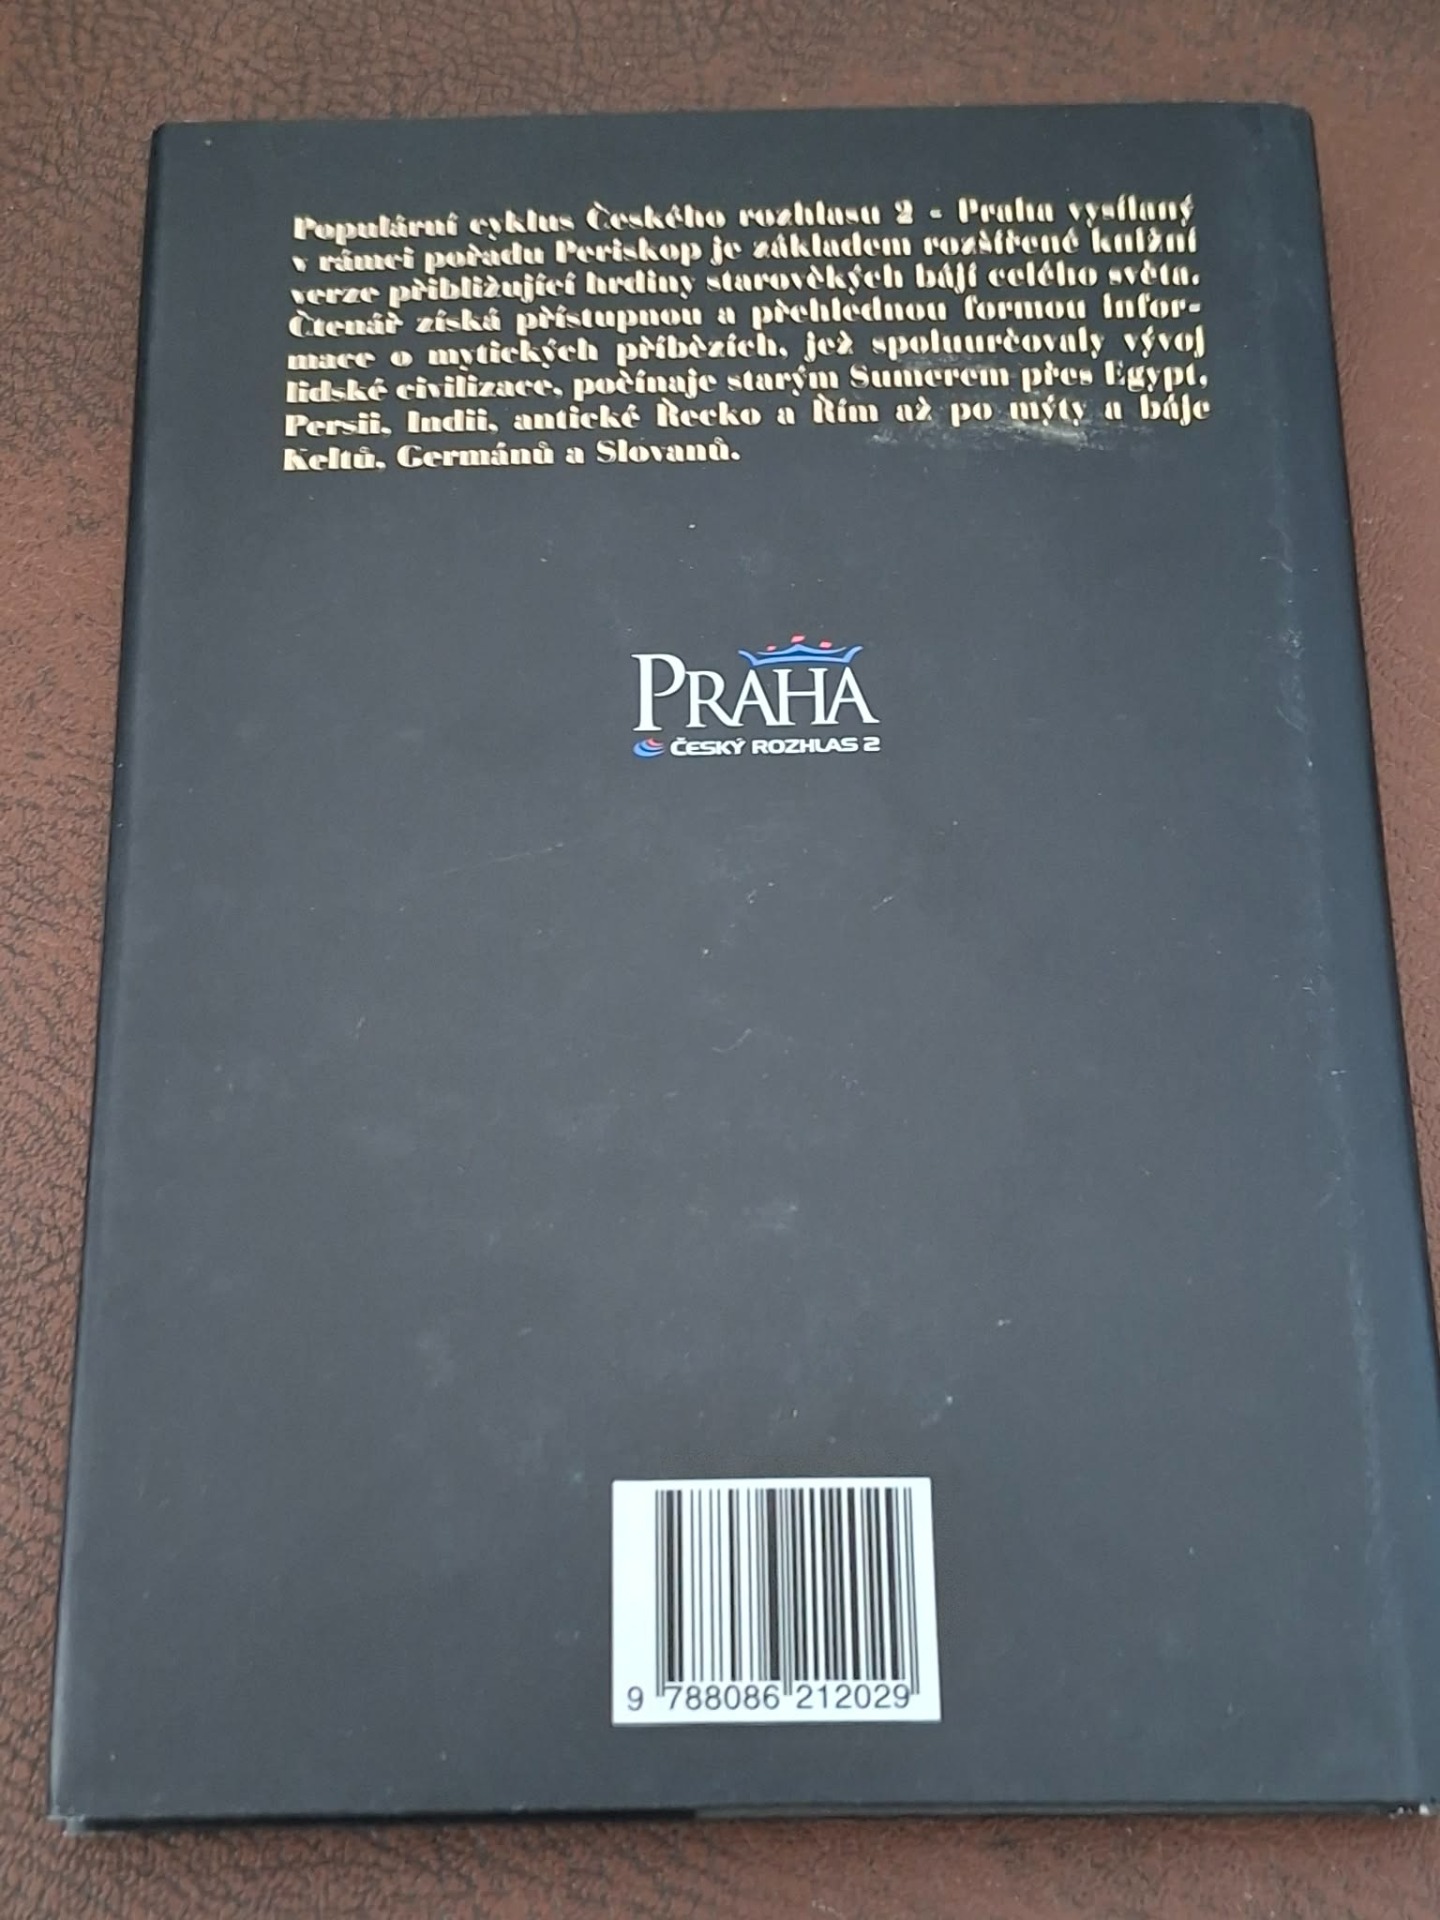 Populární cyklus Českého rozhlasu 2 - Praha vysílaný
v rámci pořadu Periskop je základem rozšířené knižní
verze přibližující hrdiny starověkých bájí celého světa.
Čtenář získá přístupnou a přehlednou formou infor-
mace o mytických příbězích, jež spoluurčovaly vývoj
lidské civilizace, počínaje starým Sumerem přes Egypt,
Persii, Indii, antické Řecko a Řím až po mýty a báje
Keltů, Germánů a Slovanů.
PRAHA
ČESKÝ ROZHLAS 2
9 788086 212029